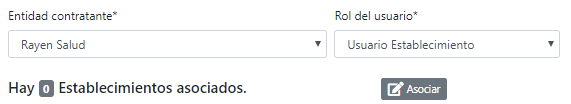 Entidad contratante* Rol del usuario*
Rayen Salud Usuario Establecimiento
Hay 0 Establecimientos asociados. Asociar